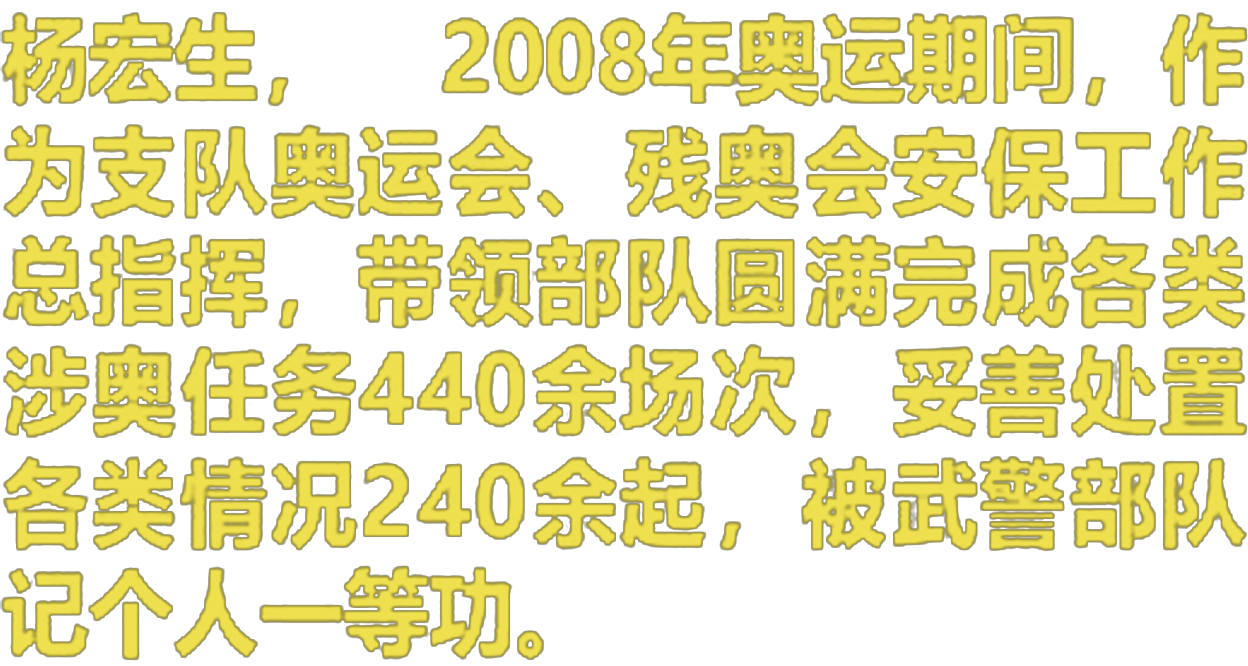 杨宏生， 2008年奥运期间，作
为支队奥运会、残奥会安保工作
总指挥，带领部队圆满完成各类
涉奥任务440余场次，妥善处置
各类情况240余起，被武警部队
记个人一等功。